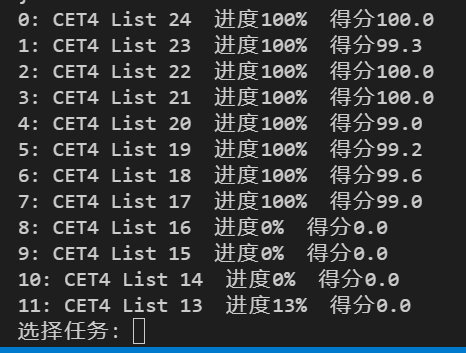 0: CET4 List 24 进度100% 得分100.0
1: CET4 List 23 进度100% 得分99.3
2: CET4 List 22 进度100% 得分100.0
3: CET4 List 21 进度100% 得分100.0
4: CET4 List 20 进度100% 得分99.0
5: CET4 List 19 进度100% 得分99.2
6: CET4 List 18 进度100% 得分99.6
7: CET4 List 17 进度100% 得分99.0
8: CET4 List 16 进度0% 得分0.0
9: CET4 List 15 进度0% 得分0.0
10: CET4 List 14 进度0% 得分0.0
11: CET4 List 13 进度13% 得分0.0
选择任务: